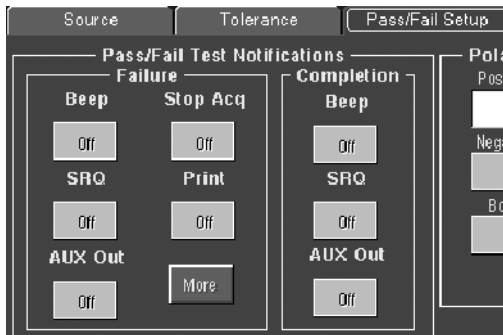 Source Tolerance Pass/Fail Setup
Pass/Fail Test Notifications
Failure Completion
Beep Stop Acq Beep
Off Off Off
SRQ Print SRQ
Off Off Off
AUX Out AUX Out
Off More Off
Pola
Pos
Nega
Bo